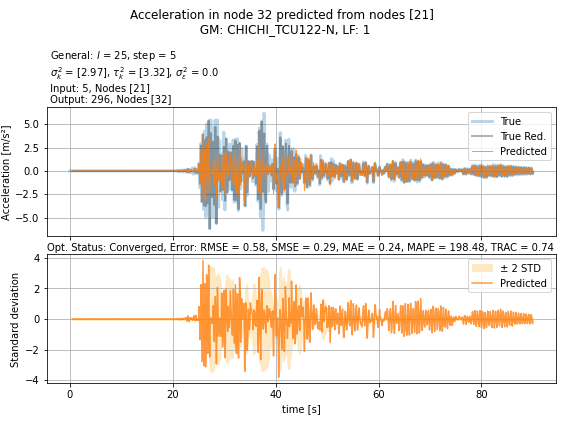 Acceleration in node 32 predicted from nodes [21]
GM: CHICHI_TCU122-N, LF: 1
General: l = 25, step = 5
σ²ₖ = [2.97], τ²ₖ = [3.32], σ²ε = 0.0
Input: 5, Nodes [21]
Output: 296, Nodes [32]
Acceleration [m/s²]
5.0
2.5
0.0
−2.5
−5.0
True
True Red.
Predicted
Opt. Status: Converged, Error: RMSE = 0.58, SMSE = 0.29, MAE = 0.24, MAPE = 198.48, TRAC = 0.74
Standard deviation
4
2
0
−2
−4
± 2 STD
Predicted
0 20 40 60 80
time [s]